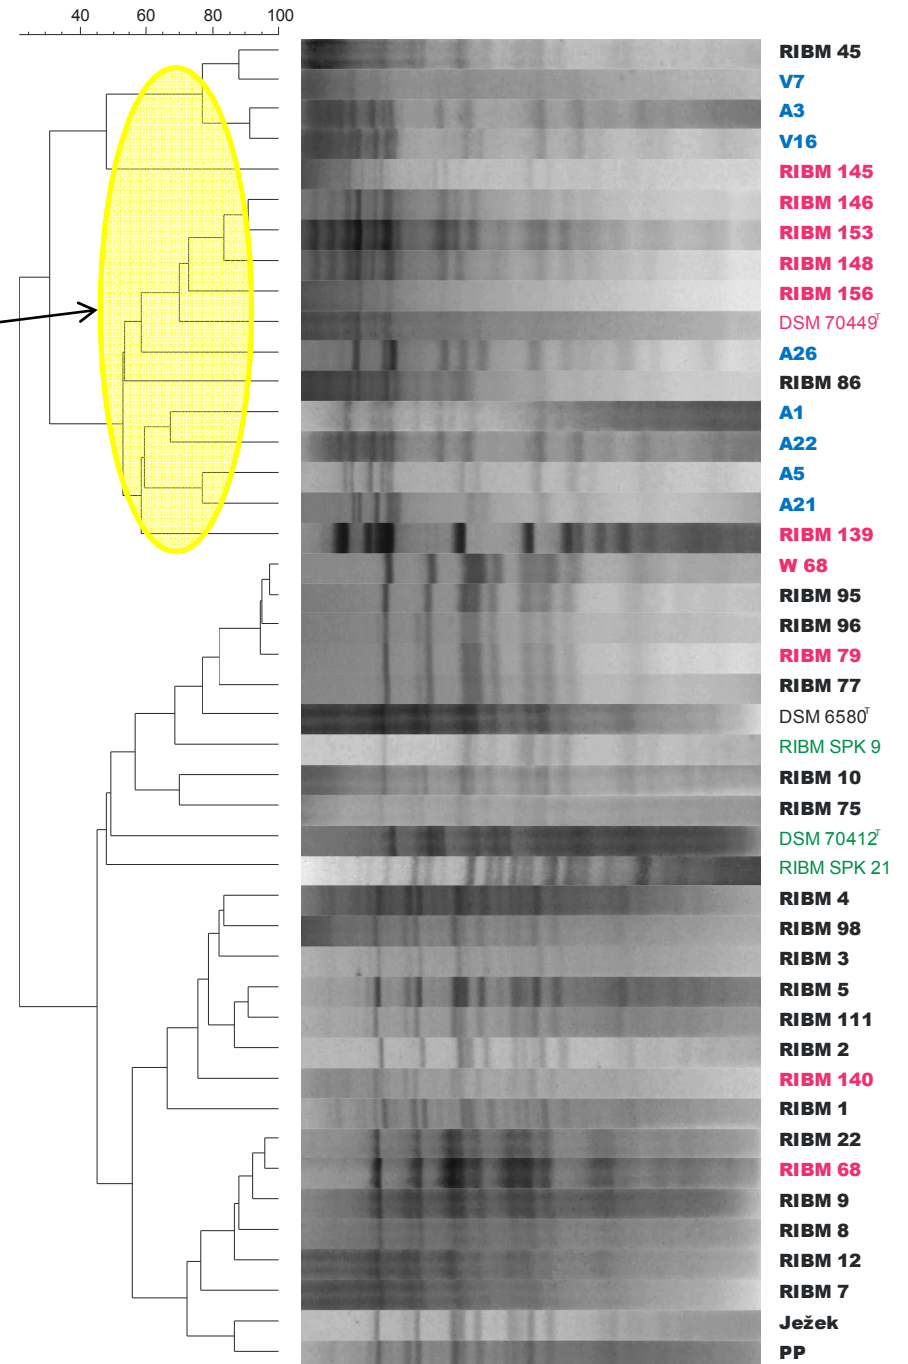 40 60 80 100
RIBM 45
V7
A3
V16
RIBM 145
RIBM 146
RIBM 153
RIBM 148
RIBM 156
DSM 70449ᵀ
A26
RIBM 86
A1
A22
A5
A21
RIBM 139
W 68
RIBM 95
RIBM 96
RIBM 79
RIBM 77
DSM 6580ᵀ
RIBM SPK 9
RIBM 10
RIBM 75
DSM 70412ᵀ
RIBM SPK 21
RIBM 4
RIBM 98
RIBM 3
RIBM 5
RIBM 111
RIBM 2
RIBM 140
RIBM 1
RIBM 22
RIBM 68
RIBM 9
RIBM 8
RIBM 12
RIBM 7
Ježek
PP